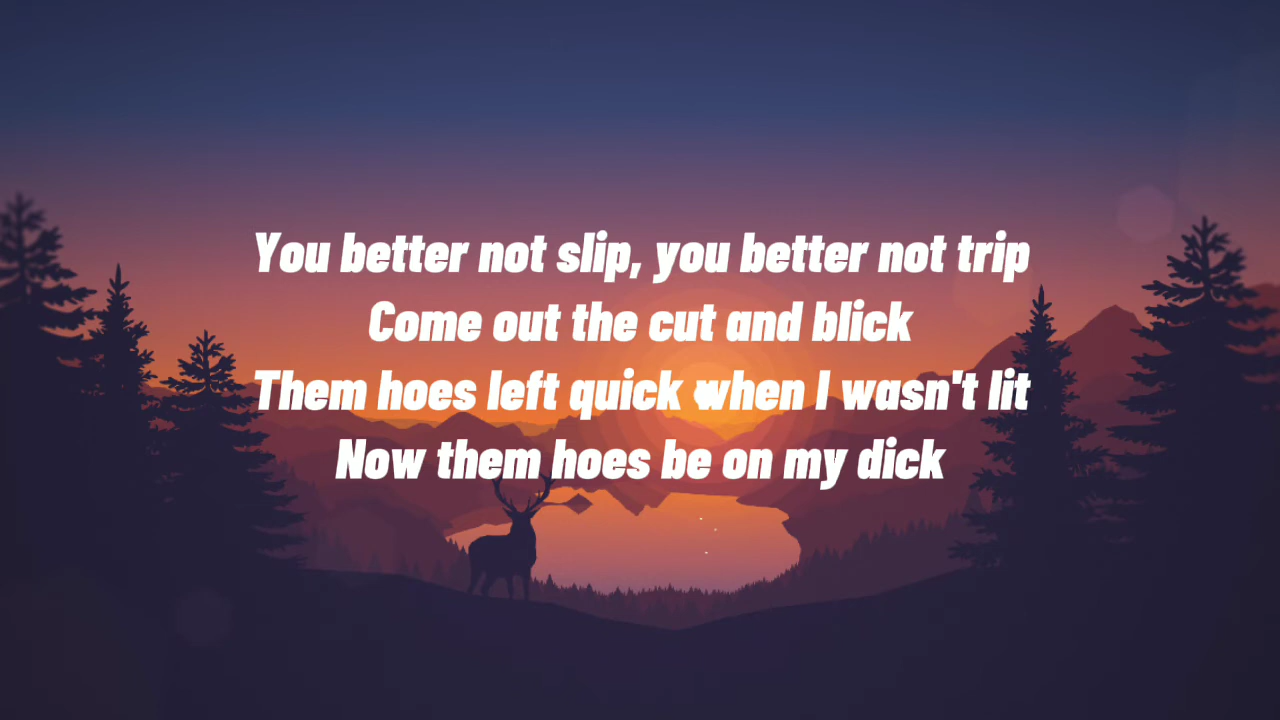 You better not slip, you better not trip
Come out the cut and blick
Them hoes left quick when I wasn't lit
Now them hoes be on my dick